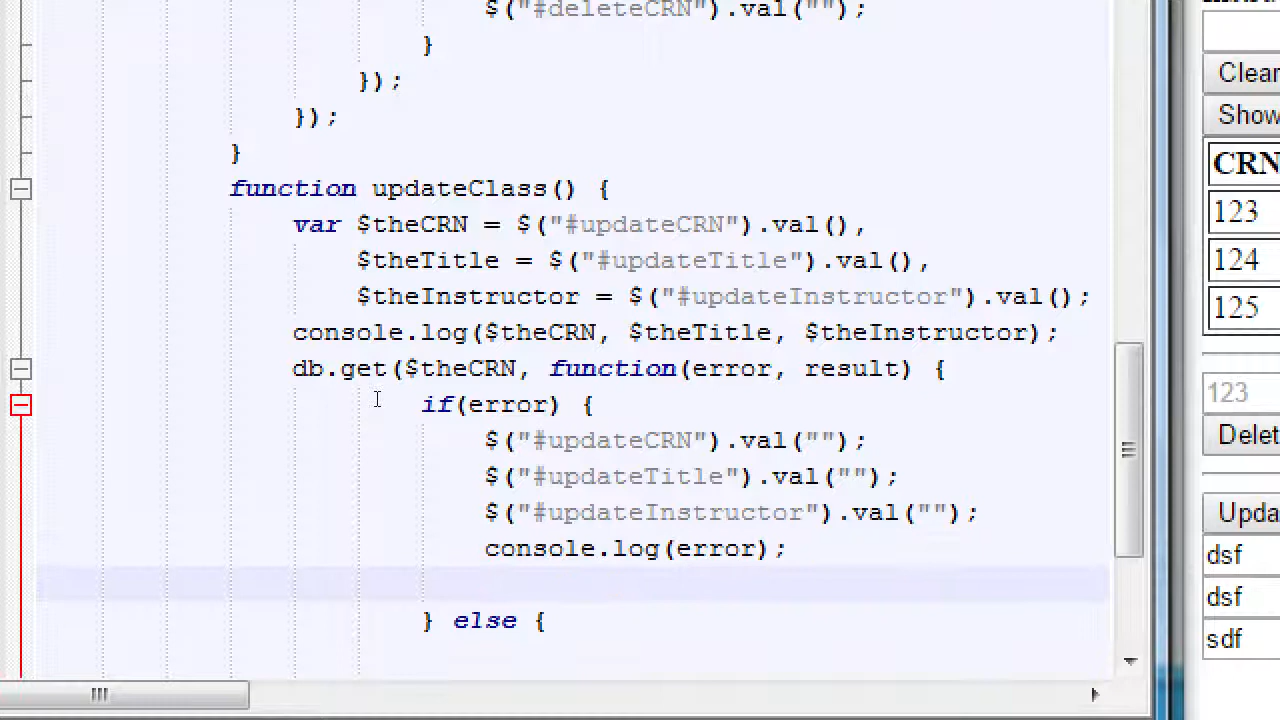 $("#deleteCRN").val("");
}
});
});
}
function updateClass() {
var $theCRN = $("#updateCRN").val(),
$theTitle = $("#updateTitle").val(),
$theInstructor = $("#updateInstructor").val();
console.log($theCRN, $theTitle, $theInstructor);
db.get($theCRN, function(error, result) {
if(error) {
$("#updateCRN").val("");
$("#updateTitle").val("");
$("#updateInstructor").val("");
console.log(error);
} else {
Clear
Show
CRN
123
124
125
123
Delet
Upda
dsf
dsf
sdf